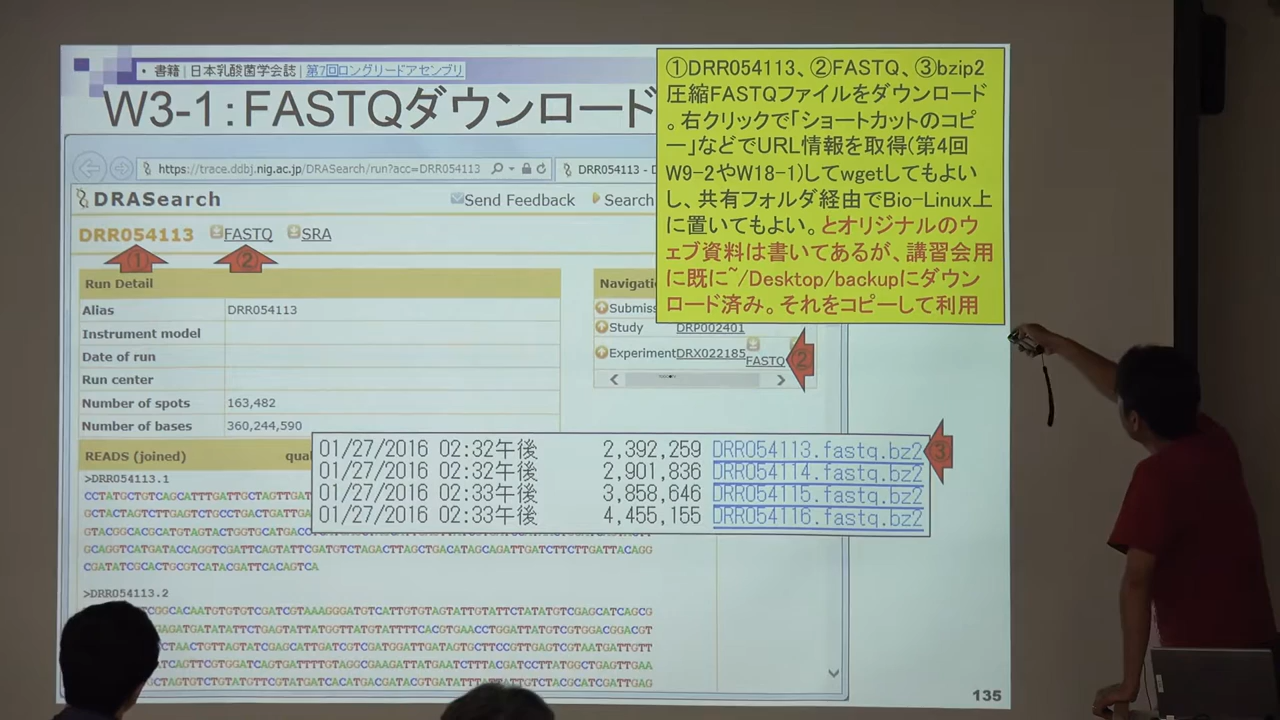 ・書籍｜日本乳酸菌学会誌｜第7回ロングリードアセンブリ
W3-1：FASTQダウンロード
①DRR054113、②FASTQ、③bzip2
圧縮FASTQファイルをダウンロード
。右クリックで「ショートカットのコピ
ー」などでURL情報を取得(第4回
W9-2やW18-1)してwgetしてもよい
し、共有フォルダ経由でBio-Linux上
に置いてもよい。とオリジナルのウ
ェブ資料は書いてあるが、講習会用
に既に~/Desktop/backupにダウン
ロード済み。それをコピーして利用
https://trace.ddbj.nig.ac.jp/DRASearch/run?acc=DRR054113
DRR054113 - D
DRASearch
Send Feedback
Search
DRR054113
FASTQ
SRA
①
②
Run Detail
Alias DRR054113
Instrument model
Date of run
Run center
Number of spots 163,482
Number of bases 360,244,590
Navigati
Submiss
Study DRP002401
Experiment DRX022185 FASTQ
②
READS (joined) qual
01/27/2016 02:32午後 2,392,259 DRR054113.fastq.bz2
01/27/2016 02:32午後 2,901,836 DRR054114.fastq.bz2
01/27/2016 02:33午後 3,858,646 DRR054115.fastq.bz2
01/27/2016 02:33午後 4,455,155 DRR054116.fastq.bz2
③
>DRR054113.1
CCTATGCTGTCAGCATTTGATTGCTAGTTGAT
GCTACTAGTCTTGAGTCTGCCTGACTGATTGA
GCAGGTCATGATACCAGGTCGATTCAGTATTCGATGTCTAGACTTAGCTGACATAGCAGATTGATCTTCTTGATTACAGG
CGATATCGCACTGCGTCATACGATTCACAGTCA
>DRR054113.2
135